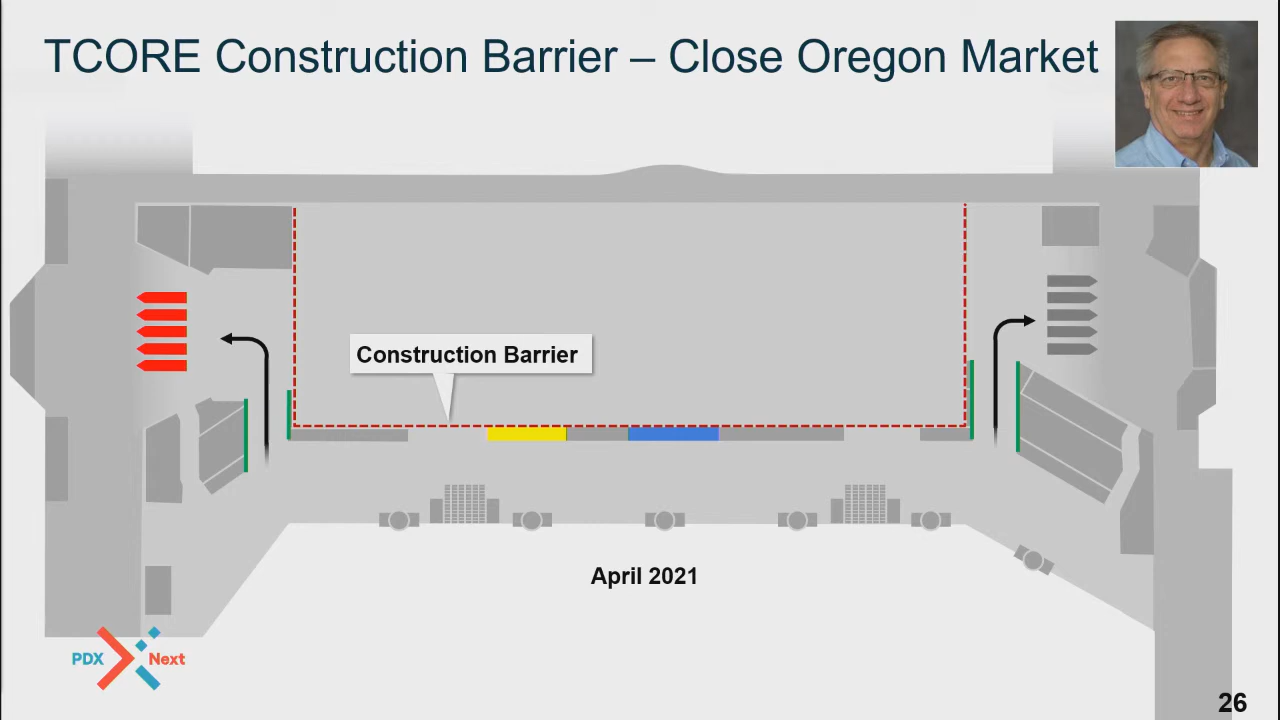 TCORE Construction Barrier – Close Oregon Market
Construction Barrier
April 2021
PDX Next
26